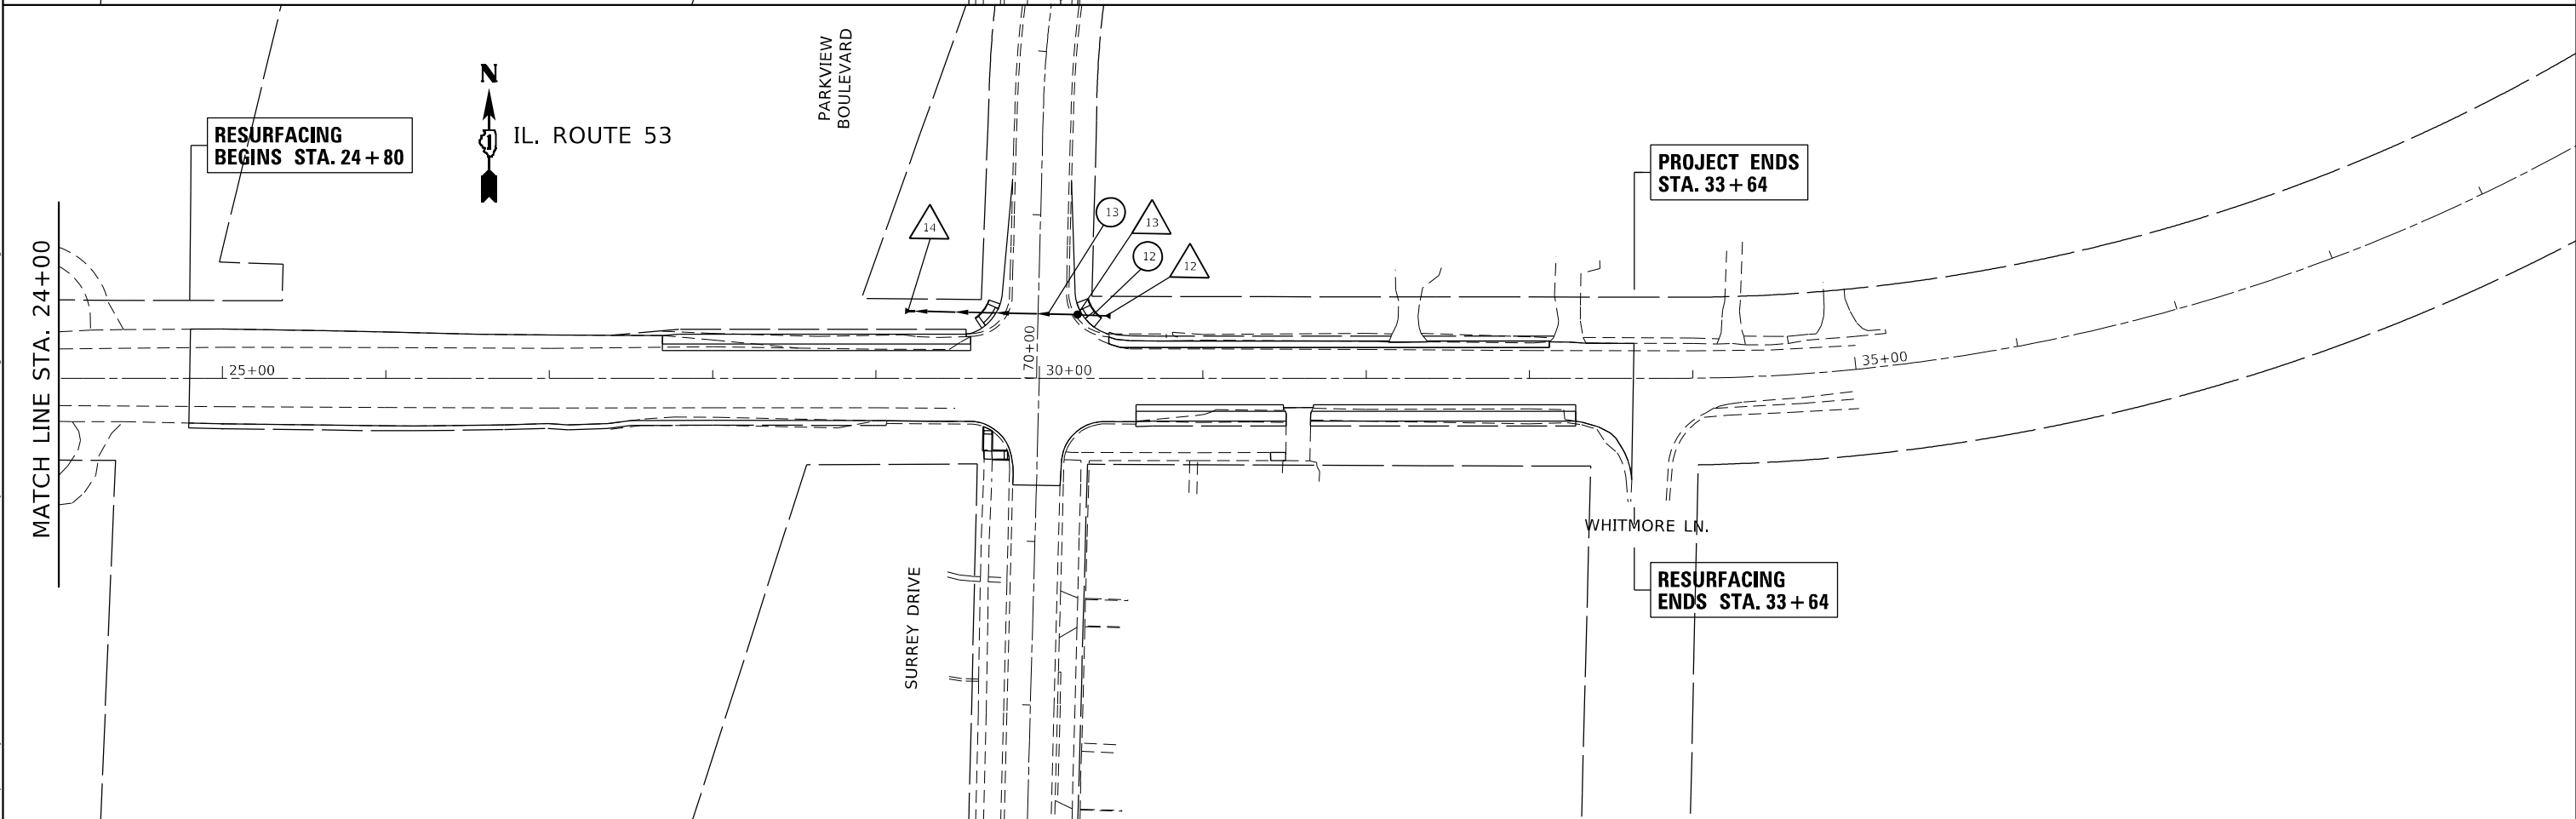 N
IL. ROUTE 53
PARKVIEW
BOULEVARD
RESURFACING
BEGINS STA. 24+80
PROJECT ENDS
STA. 33+64
14
13
13
12
12
MATCH LINE STA. 24+00
25+00
70+00
30+00
35+00
WHITMORE LN.
SURREY DRIVE
RESURFACING
ENDS STA. 33+64